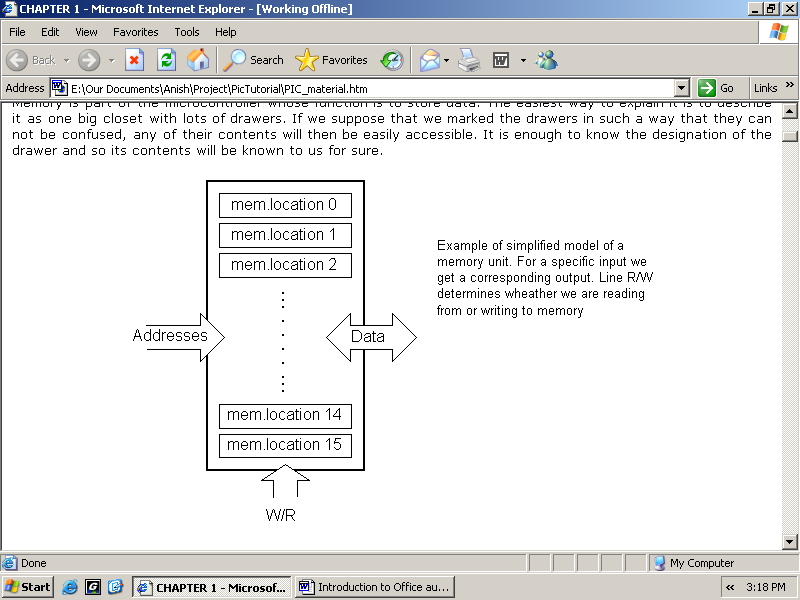 CHAPTER 1 - Microsoft Internet Explorer - [Working Offline]
File Edit View Favorites Tools Help
Back Search Favorites
Address E:\Our Documents\Anish\Project\PicTutorial\PIC_material.htm Go Links »
Memory is part of the microcontroller whose function is to store data. The easiest way to explain it is to describe
it as one big closet with lots of drawers. If we suppose that we marked the drawers in such a way that they can
not be confused, any of their contents will then be easily accessible. It is enough to know the designation of the
drawer and so its contents will be known to us for sure.
mem.location 0
mem.location 1
mem.location 2
Example of simplified model of a
memory unit. For a specific input we
get a corresponding output. Line R/W
determines wheather we are reading
from or writing to memory
Addresses
Data
mem.location 14
mem.location 15
W/R
Done My Computer
Start CHAPTER 1 - Microsof... Introduction to Office au... « 3:18 PM